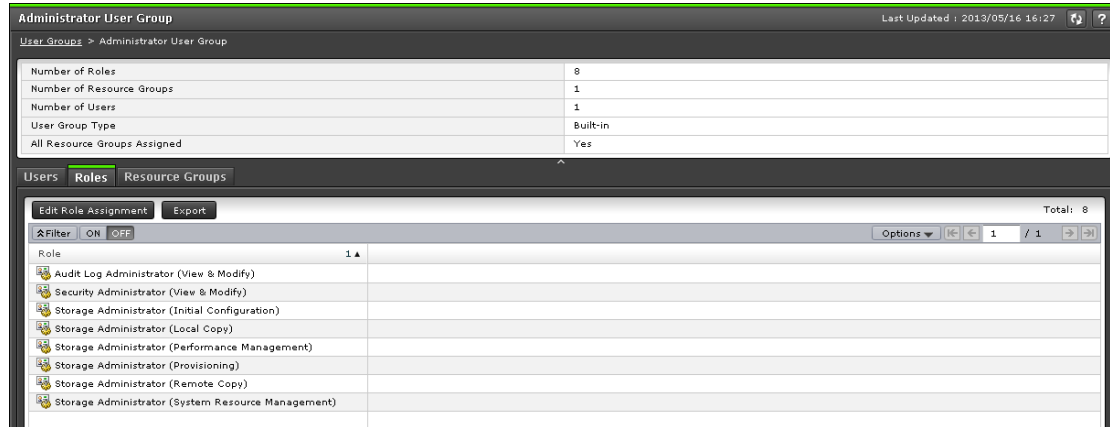 Administrator User Group Last Updated : 2013/05/16 16:27 ?
User Groups > Administrator User Group
Number of Roles 8
Number of Resource Groups 1
Number of Users 1
User Group Type Built-in
All Resource Groups Assigned Yes
Users Roles Resource Groups
Edit Role Assignment Export Total: 8
Filter ON OFF Options 1 / 1
Role 1
Audit Log Administrator (View & Modify)
Security Administrator (View & Modify)
Storage Administrator (Initial Configuration)
Storage Administrator (Local Copy)
Storage Administrator (Performance Management)
Storage Administrator (Provisioning)
Storage Administrator (Remote Copy)
Storage Administrator (System Resource Management)